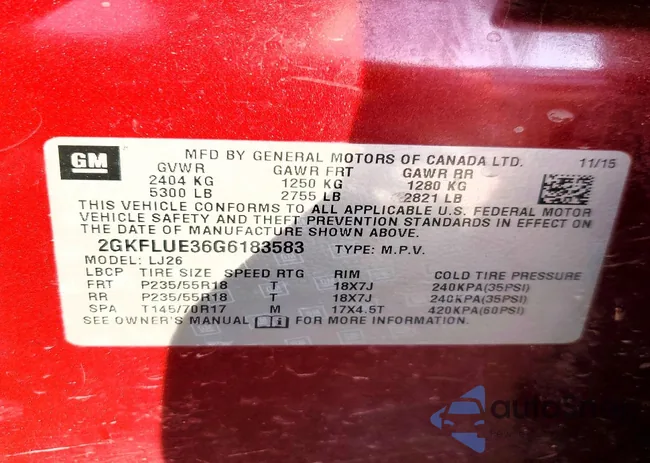 GM
MFD BY GENERAL MOTORS OF CANADA LTD. 11/15
GVWR GAWR FRT GAWR RR
2404 KG 1250 KG 1280 KG
5300 LB 2755 LB 2821 LB
THIS VEHICLE CONFORMS TO ALL APPLICABLE U.S. FEDERAL MOTOR
VEHICLE SAFETY AND THEFT PREVENTION STANDARDS IN EFFECT ON
THE DATE OF MANUFACTURE SHOWN ABOVE.
2GKFLUE36G6183583 TYPE: M.P.V.
MODEL: LJ26
LBCP TIRE SIZE SPEED RTG RIM COLD TIRE PRESSURE
FRT P235/55R18 T 18X7J 240KPA(35PSI)
RR P235/55R18 T 18X7J 240KPA(35PSI)
SPA T145/70R17 M 17X4.5T 420KPA(60PSI)
SEE OWNER'S MANUAL FOR MORE INFORMATION.